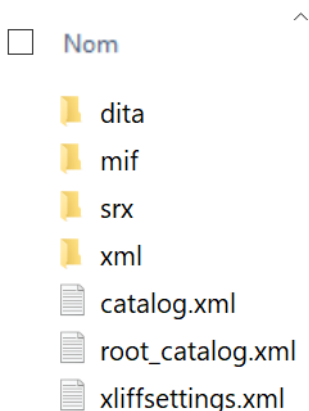 Nom
dita
mif
srx
xml
catalog.xml
root_catalog.xml
xliffsettings.xml